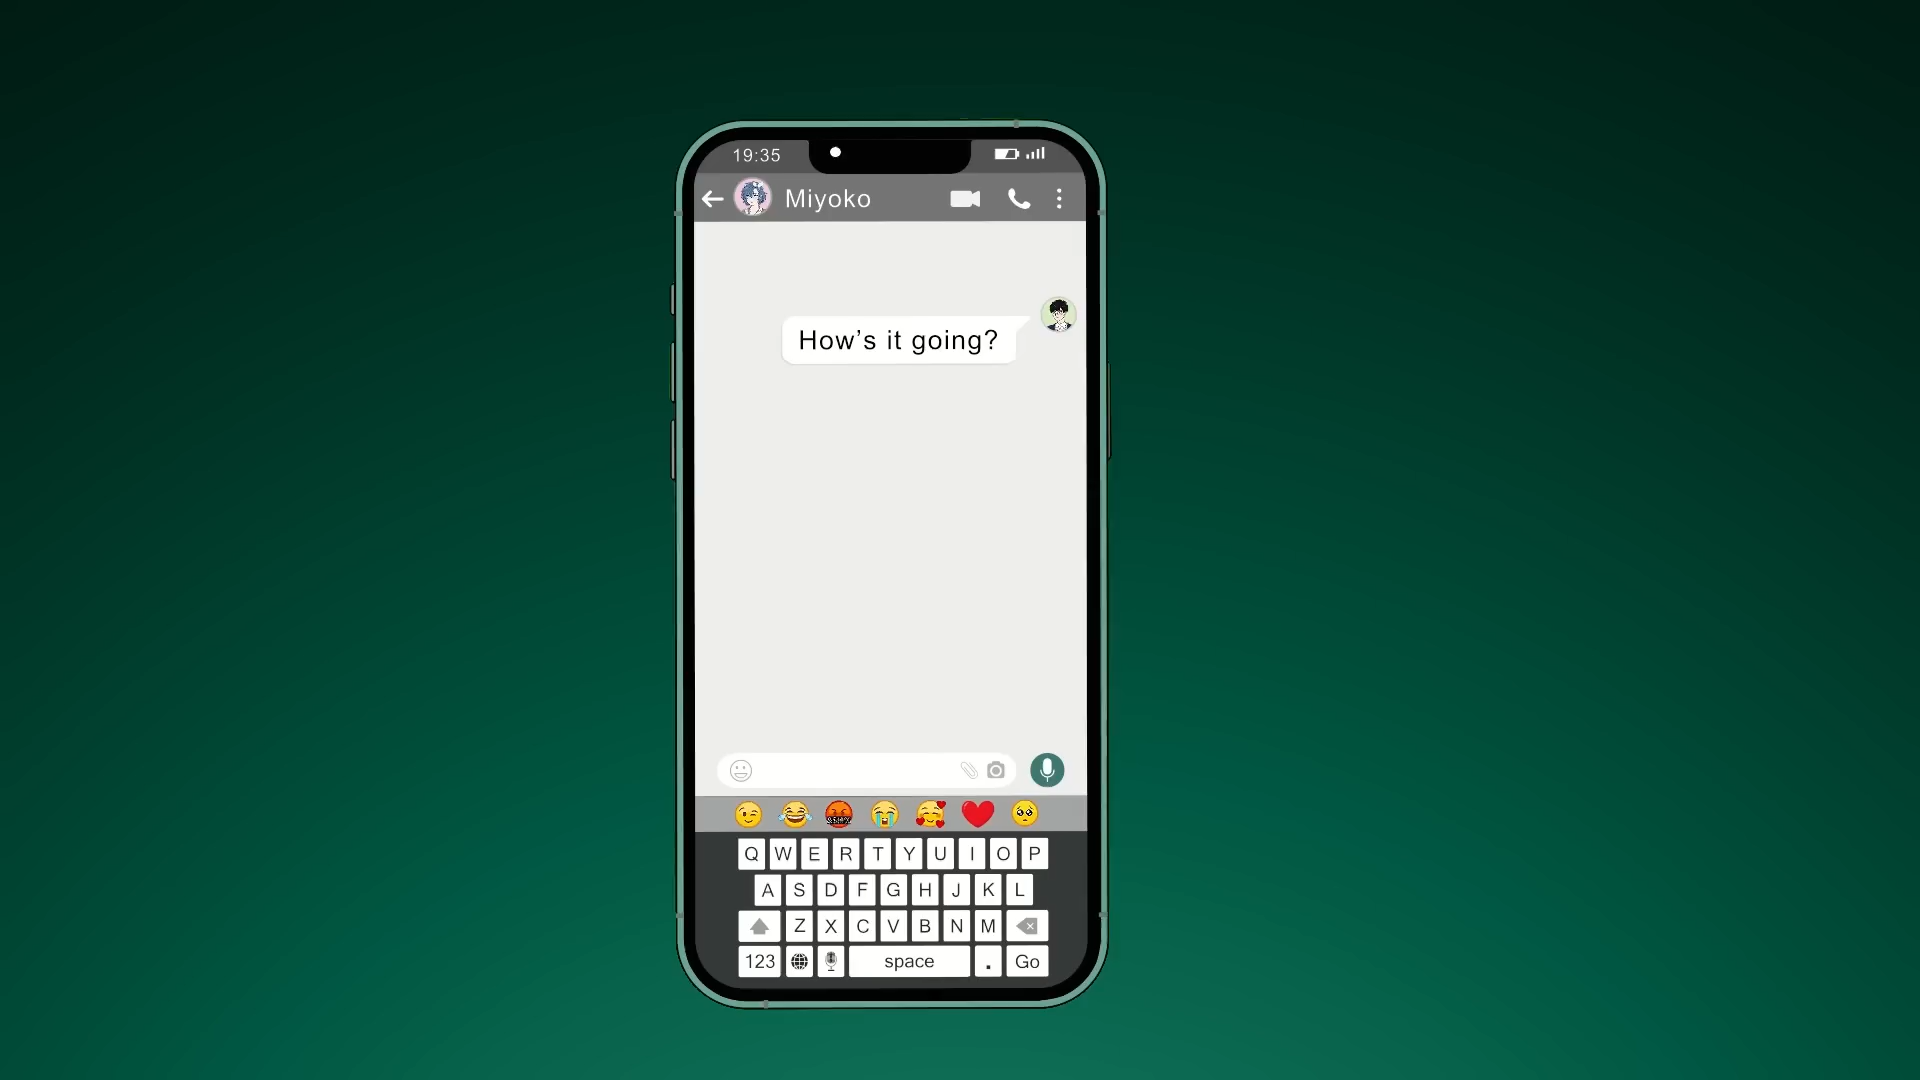 19:35
Miyoko
How’s it going?
Q W E R T Y U I O P
A S D F G H J K L
Z X C V B N M
123 space . Go